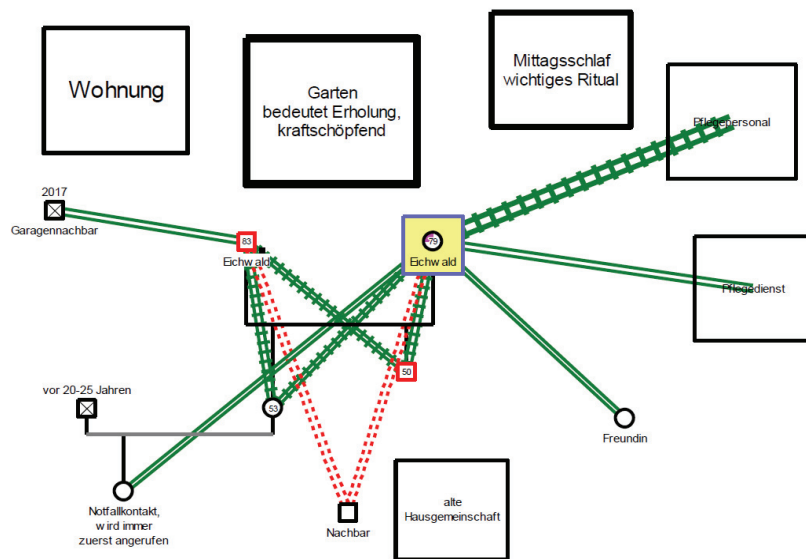 Wohnung
Garten
bedeutet Erholung,
kraftschöpfend
Mittagsschlaf
wichtiges Ritual
Pflegepersonal
2017
Garagennachbar
83
Eichwald
79
Eichwald
Pflegedienst
50
vor 20-25 Jahren
53
Freundin
Notfallkontakt,
wird immer
zuerst angerufen
Nachbar
alte
Hausgemeinschaft